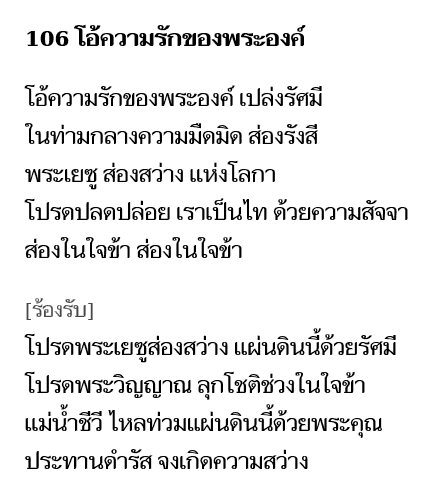 106 โอ้ความรักของพระองค์
โอ้ความรักของพระองค์ เปล่งรัศมี
ในท่ามกลางความมืดมิด ส่องรังสี
พระเยซู ส่องสว่าง แห่งโลกา
โปรดปลดปล่อย เราเป็นไท ด้วยความสัจจา
ส่องในใจข้า ส่องในใจข้า
[ร้องรับ]
โปรดพระเยซูส่องสว่าง แผ่นดินนี้ด้วยรัศมี
โปรดพระวิญญาณ ลุกโชติช่วงในใจข้า
แม่น้ำชีวี ไหลท่วมแผ่นดินนี้ด้วยพระคุณ
ประทานดำรัส จงเกิดความสว่าง